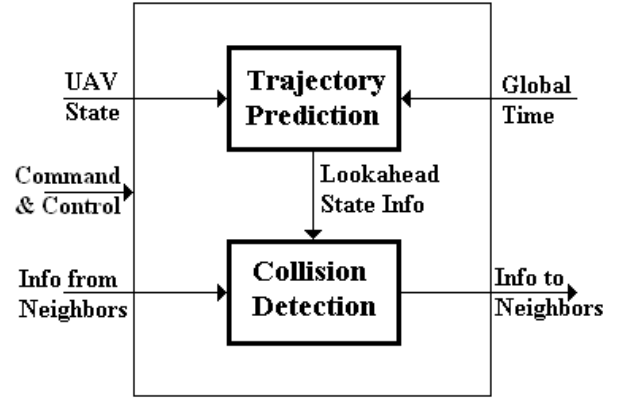 UAV
State
Trajectory
Prediction
Global
Time
Command
& Control
Lookahead
State Info
Info from
Neighbors
Collision
Detection
Info to
Neighbors